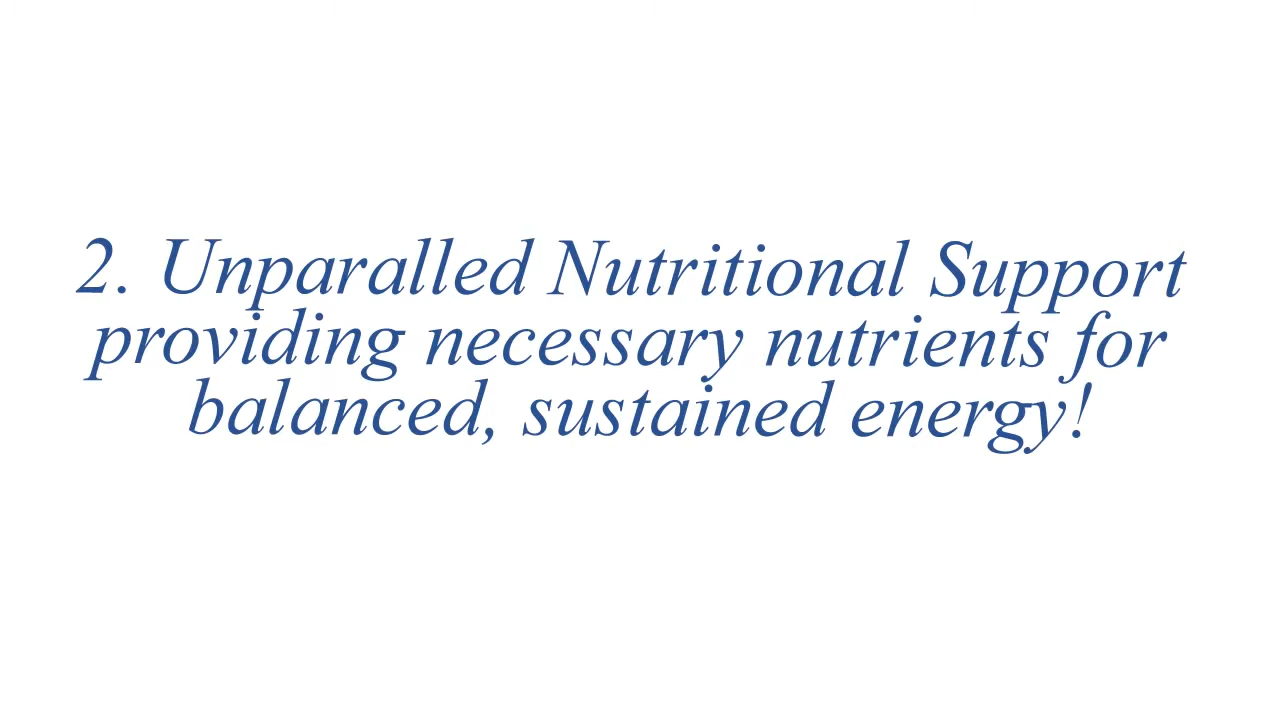 2. Unparalled Nutritional Support
providing necessary nutrients for
balanced, sustained energy!